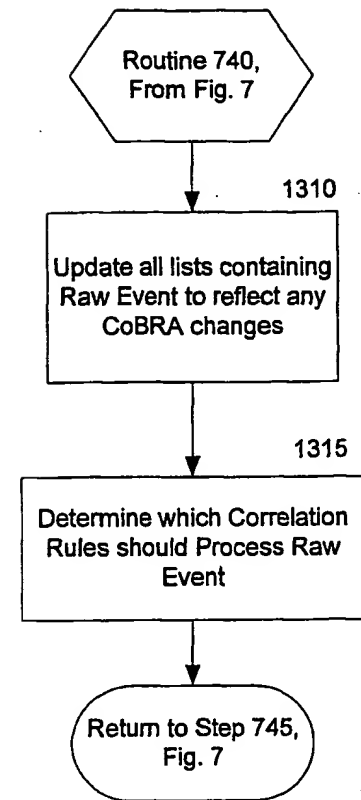 Routine 740,
From Fig. 7
1310
Update all lists containing
Raw Event to reflect any
CoBRA changes
1315
Determine which Correlation
Rules should Process Raw
Event
Return to Step 745,
Fig. 7